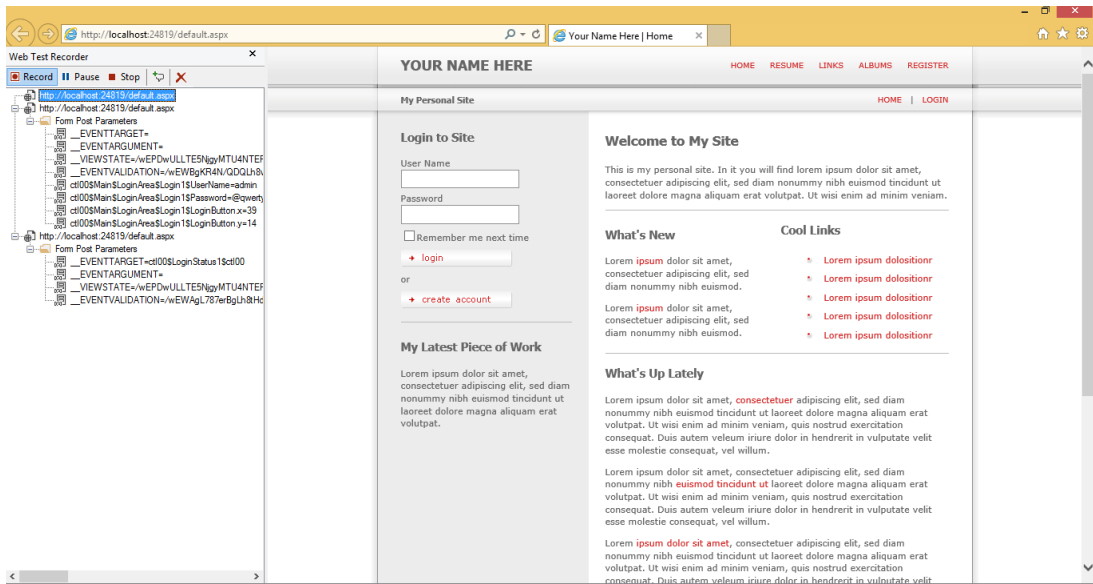 http://localhost:24819/default.aspx
Your Name Here | Home
Web Test Recorder
Record Pause Stop
http://localhost:24819/default.aspx
http://localhost:24819/default.aspx
Form Post Parameters
__EVENTTARGET=
__EVENTARGUMENT=
__VIEWSTATE=/wEPDwULLTE5NjgyMTU4NTEF
__EVENTVALIDATION=/wEWBgKR4N/QDQLh8v
ctl00$Main$LoginArea$Login1$UserName=admin
ctl00$Main$LoginArea$Login1$Password=@qwerty
ctl00$Main$LoginArea$Login1$LoginButton.x=39
ctl00$Main$LoginArea$Login1$LoginButton.y=14
http://localhost:24819/default.aspx
Form Post Parameters
__EVENTTARGET=ctl00$LoginStatus1$ctl00
__EVENTARGUMENT=
__VIEWSTATE=/wEPDwULLTE5NjgyMTU4NTEF
__EVENTVALIDATION=/wEWAgL787erBgLh8tHd
YOUR NAME HERE
HOME RESUME LINKS ALBUMS REGISTER
My Personal Site
HOME | LOGIN
Login to Site
User Name
Password
Remember me next time
login
or
create account
My Latest Piece of Work
Lorem ipsum dolor sit amet,
consectetuer adipiscing elit, sed diam
nonummy nibh euismod tincidunt ut
laoreet dolore magna aliquam erat
volutpat.
Welcome to My Site
This is my personal site. In it you will find lorem ipsum dolor sit amet,
consectetuer adipiscing elit, sed diam nonummy nibh euismod tincidunt ut
laoreet dolore magna aliquam erat volutpat. Ut wisi enim ad minim veniam.
What's New
Lorem ipsum dolor sit amet,
consectetuer adipiscing elit, sed
diam nonummy nibh euismod.
Lorem ipsum dolor sit amet,
consectetuer adipiscing elit, sed
diam nonummy nibh euismod.
Cool Links
Lorem ipsum dolositionr
Lorem ipsum dolositionr
Lorem ipsum dolositionr
Lorem ipsum dolositionr
Lorem ipsum dolositionr
What's Up Lately
Lorem ipsum dolor sit amet, consectetuer adipiscing elit, sed diam
nonummy nibh euismod tincidunt ut laoreet dolore magna aliquam erat
volutpat. Ut wisi enim ad minim veniam, quis nostrud exercitation
consequat. Duis autem veleum iriure dolor in hendrerit in vulputate velit
esse molestie consequat, vel willum.
Lorem ipsum dolor sit amet, consectetuer adipiscing elit, sed diam
nonummy nibh euismod tincidunt ut laoreet dolore magna aliquam erat
volutpat. Ut wisi enim ad minim veniam, quis nostrud exercitation
consequat. Duis autem veleum iriure dolor in hendrerit in vulputate velit
esse molestie consequat, vel willum.
Lorem ipsum dolor sit amet, consectetuer adipiscing elit, sed diam
nonummy nibh euismod tincidunt ut laoreet dolore magna aliquam erat
volutpat. Ut wisi enim ad minim veniam, quis nostrud exercitation
consequat. Duis autem veleum iriure dolor in hendrerit in vulputate velit